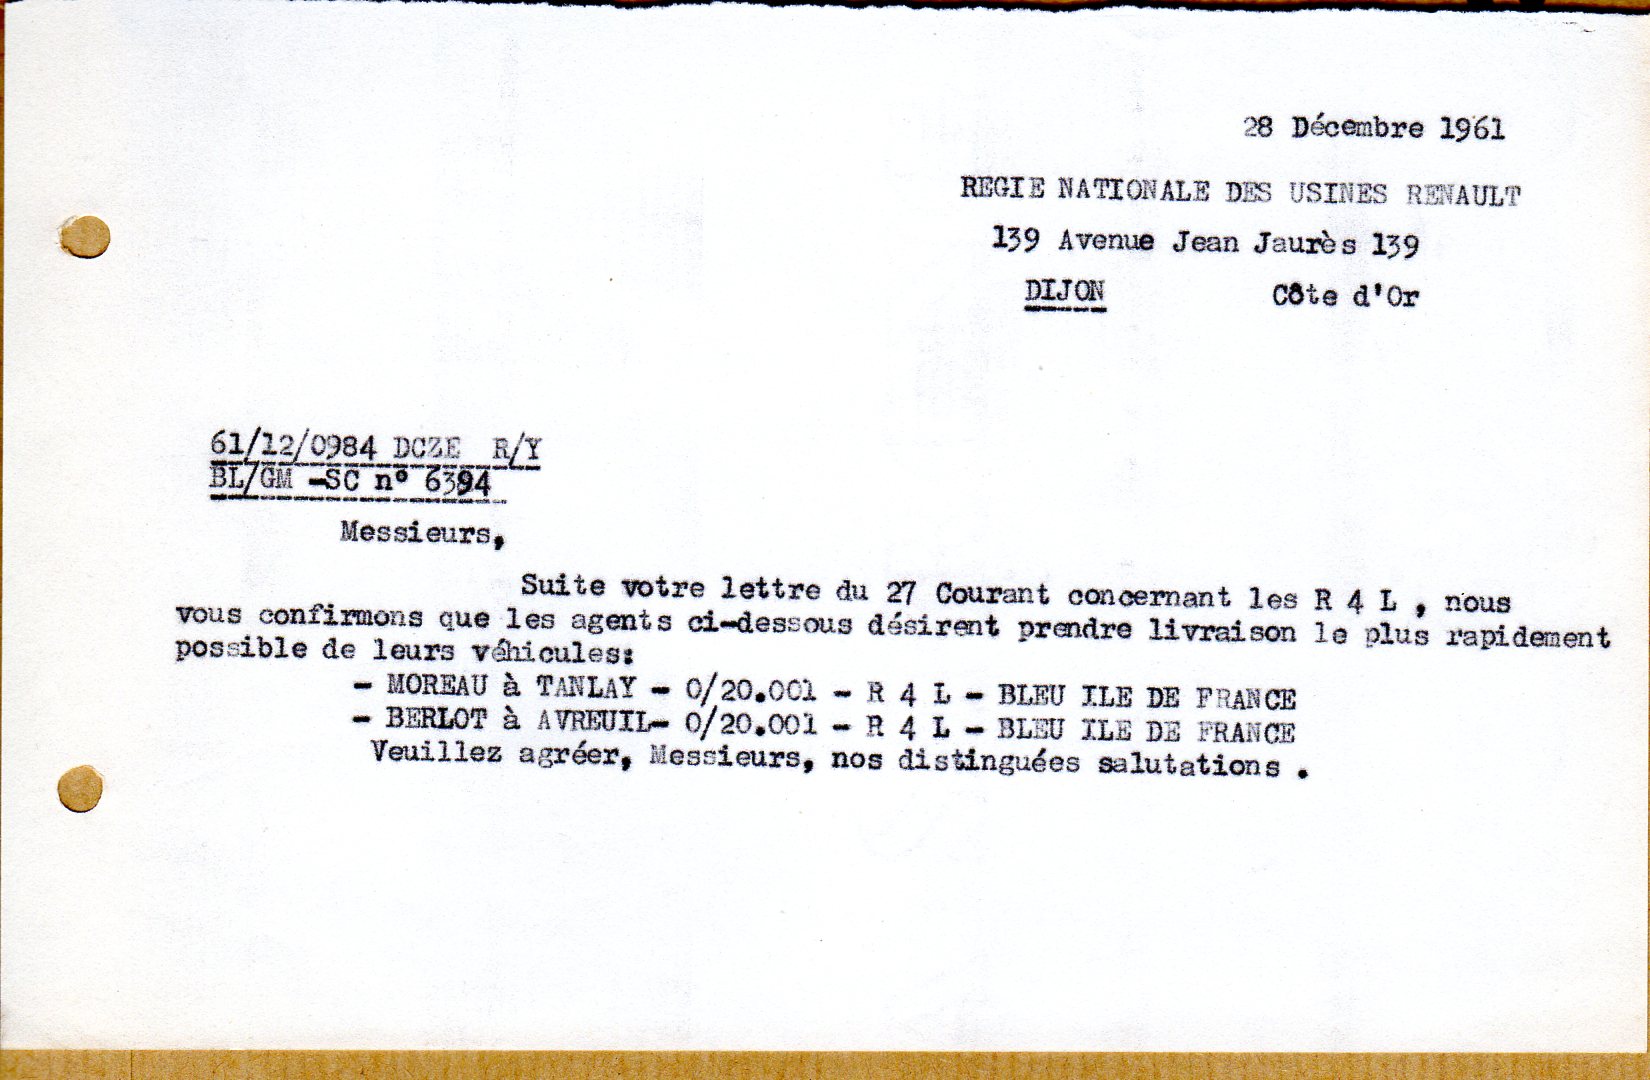 28 Décembre 1961
REGIE NATIONALE DES USINES RENAULT
139 Avenue Jean Jaurès 139
DIJON Côte d'Or
61/12/0984 DCZE R/Y
BL/GM -SC n° 6394
Messieurs,
Suite votre lettre du 27 Courant concernant les R 4 L , nous
vous confirmons que les agents ci-dessous désirent prendre livraison le plus rapidement
possible de leurs véhicules:
- MOREAU à TANLAY - 0/20.001 - R 4 L - BLEU ILE DE FRANCE
- BERLOT à AVREUIL- 0/20.001 - R 4 L - BLEU ILE DE FRANCE
Veuillez agréer, Messieurs, nos distinguées salutations .